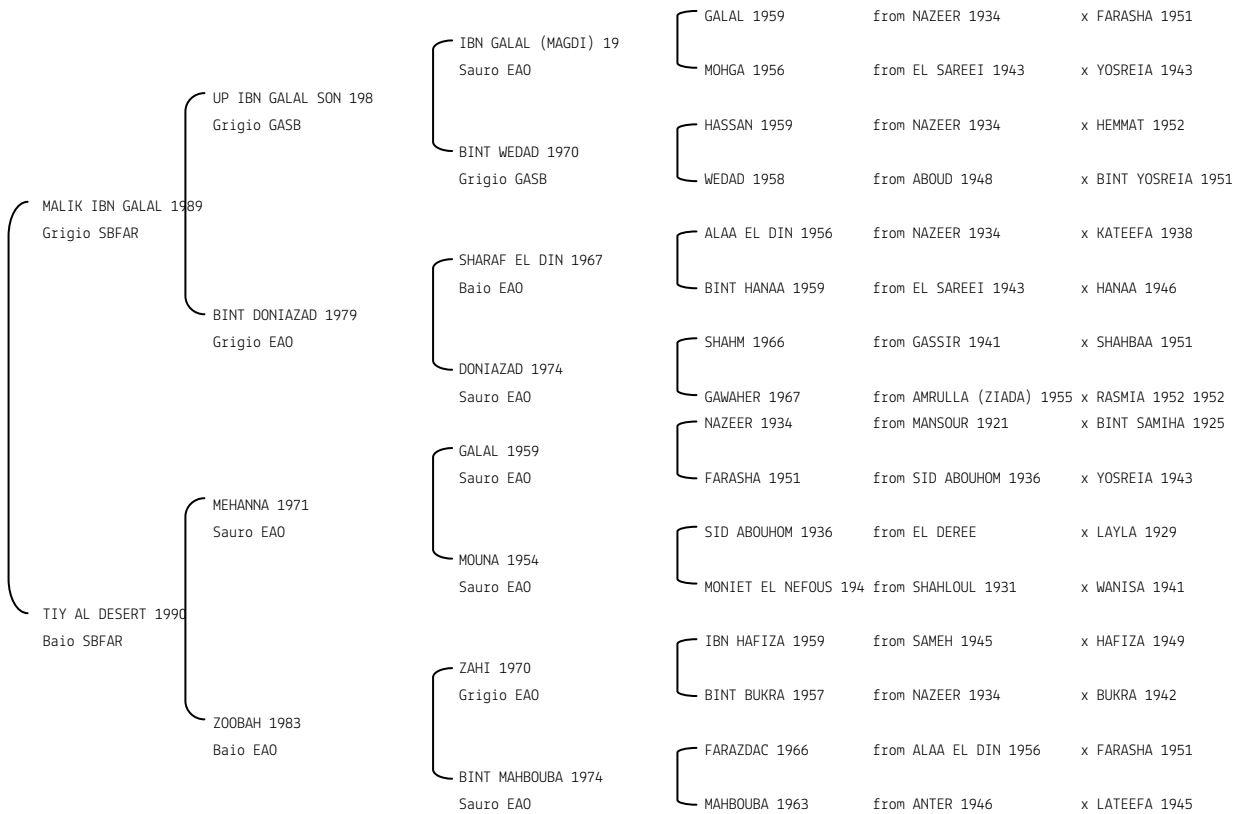 GALAL 1959 from NAZEER 1934 x FARASHA 1951
IBN GALAL (MAGDI) 19
Sauro EAO
MOHGA 1956 from EL SAREEI 1943 x YOSREIA 1943
UP IBN GALAL SON 198
Grigio GASB
HASSAN 1959 from NAZEER 1934 x HEMMAT 1952
BINT WEDAD 1970
Grigio GASB
WEDAD 1958 from ABOUD 1948 x BINT YOSREIA 1951
MALIK IBN GALAL 1989
Grigio SBFAR
ALAA EL DIN 1956 from NAZEER 1934 x KATEEFA 1938
SHARAF EL DIN 1967
Baio EAO
BINT HANAA 1959 from EL SAREEI 1943 x HANAA 1946
BINT DONIAZAD 1979
Grigio EAO
SHAHM 1966 from GASSIR 1941 x SHAHBAA 1951
DONIAZAD 1974
Sauro EAO
GAWAHER 1967 from AMRULLA (ZIADA) 1955 x RASMIA 1952 1952
NAZEER 1934 from MANSOUR 1921 x BINT SAMIHA 1925
GALAL 1959
Sauro EAO
FARASHA 1951 from SID ABOUHOM 1936 x YOSREIA 1943
MEHANNA 1971
Sauro EAO
SID ABOUHOM 1936 from EL DEREE x LAYLA 1929
MOUNA 1954
Sauro EAO
MONIET EL NEFOUS 194 from SHAHLOUL 1931 x WANISA 1941
TIY AL DESERT 1990
Baio SBFAR
IBN HAFIZA 1959 from SAMEH 1945 x HAFIZA 1949
ZAHI 1970
Grigio EAO
BINT BUKRA 1957 from NAZEER 1934 x BUKRA 1942
ZOOBAH 1983
Baio EAO
FARAZDAC 1966 from ALAA EL DIN 1956 x FARASHA 1951
BINT MAHBOUBA 1974
Sauro EAO
MAHBOUBA 1963 from ANTER 1946 x LATEEFA 1945